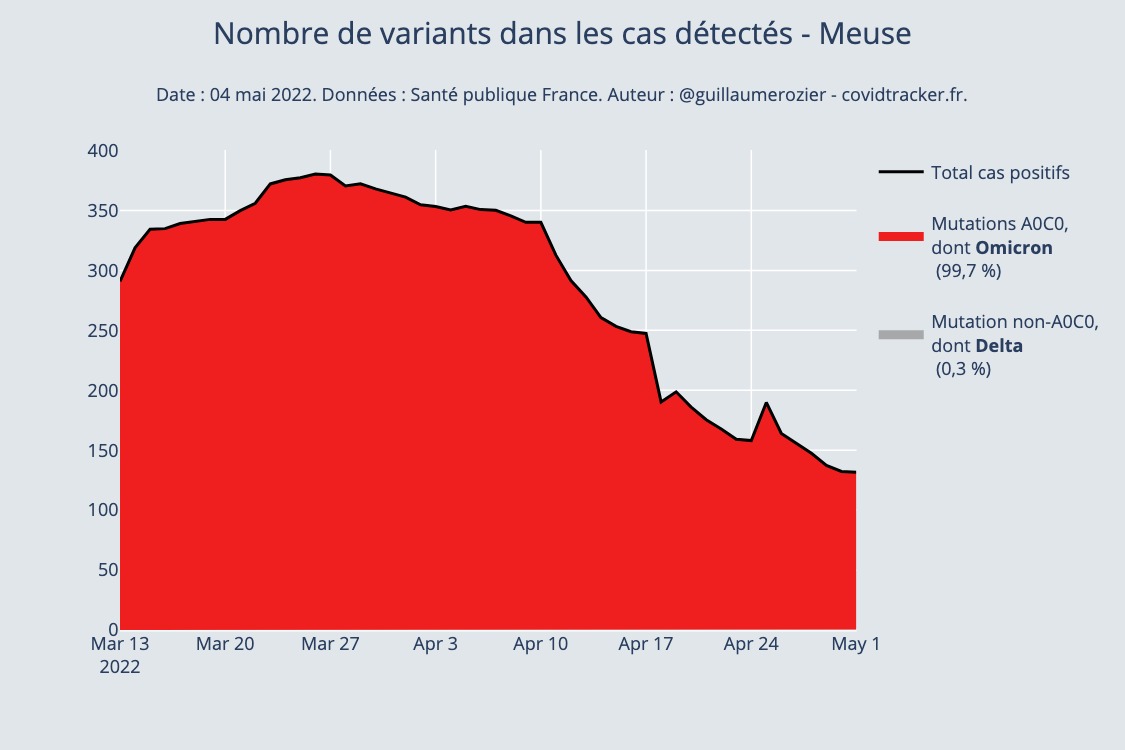 Nombre de variants dans les cas détectés - Meuse
Date : 04 mai 2022. Données : Santé publique France. Auteur : @guillaumerozier - covidtracker.fr.
400
350
300
250
200
150
100
50
0
Mar 13
2022
Mar 20
Mar 27
Apr 3
Apr 10
Apr 17
Apr 24
May 1
Total cas positifs
Mutations A0C0,
dont Omicron
(99,7 %)
Mutation non-A0C0,
dont Delta
(0,3 %)